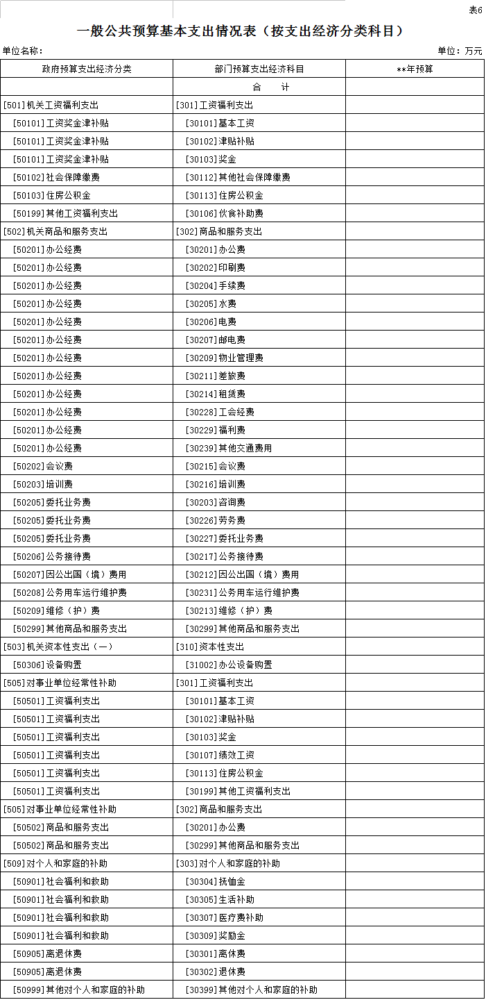 表6
一般公共预算基本支出情况表（按支出经济分类科目）
单位名称： 单位：万元
政府预算支出经济分类 部门预算支出经济科目 **年预算
合 计
[501]机关工资福利支出 [301]工资福利支出
[50101]工资奖金津补贴 [30101]基本工资
[50101]工资奖金津补贴 [30102]津贴补贴
[50101]工资奖金津补贴 [30103]奖金
[50102]社会保障缴费 [30112]其他社会保障缴费
[50103]住房公积金 [30113]住房公积金
[50199]其他工资福利支出 [30106]伙食补助费
[502]机关商品和服务支出 [302]商品和服务支出
[50201]办公经费 [30201]办公费
[50201]办公经费 [30202]印刷费
[50201]办公经费 [30204]手续费
[50201]办公经费 [30205]水费
[50201]办公经费 [30206]电费
[50201]办公经费 [30207]邮电费
[50201]办公经费 [30209]物业管理费
[50201]办公经费 [30211]差旅费
[50201]办公经费 [30214]租赁费
[50201]办公经费 [30228]工会经费
[50201]办公经费 [30229]福利费
[50201]办公经费 [30239]其他交通费用
[50202]会议费 [30215]会议费
[50203]培训费 [30216]培训费
[50205]委托业务费 [30203]咨询费
[50205]委托业务费 [30226]劳务费
[50205]委托业务费 [30227]委托业务费
[50206]公务接待费 [30217]公务接待费
[50207]因公出国（境）费用 [30212]因公出国（境）费用
[50208]公务用车运行维护费 [30231]公务用车运行维护费
[50209]维修（护）费 [30213]维修（护）费
[50299]其他商品和服务支出 [30299]其他商品和服务支出
[503]机关资本性支出（一） [310]资本性支出
[50306]设备购置 [31002]办公设备购置
[505]对事业单位经常性补助 [301]工资福利支出
[50501]工资福利支出 [30101]基本工资
[50501]工资福利支出 [30102]津贴补贴
[50501]工资福利支出 [30103]奖金
[50501]工资福利支出 [30107]绩效工资
[50501]工资福利支出 [30113]住房公积金
[50501]工资福利支出 [30199]其他工资福利支出
[505]对事业单位经常性补助 [302]商品和服务支出
[50502]商品和服务支出 [30201]办公费
[50502]商品和服务支出 [30299]其他商品和服务支出
[509]对个人和家庭的补助 [303]对个人和家庭的补助
[50901]社会福利和救助 [30304]抚恤金
[50901]社会福利和救助 [30305]生活补助
[50901]社会福利和救助 [30307]医疗费补助
[50901]社会福利和救助 [30309]奖励金
[50905]离退休费 [30301]离休费
[50905]离退休费 [30302]退休费
[50999]其他对个人和家庭的补助 [30399]其他对个人和家庭的补助